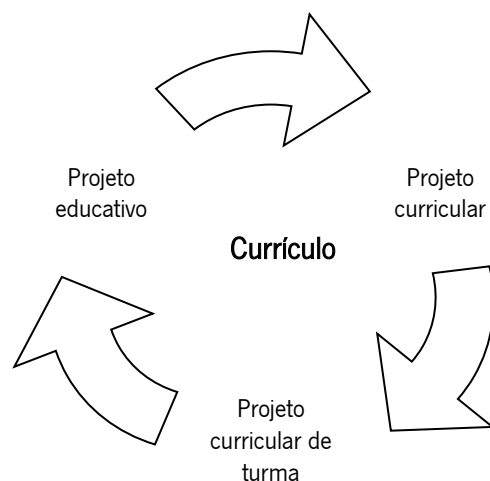 Projeto
educativo
Projeto
curricular
Currículo
Projeto
curricular de
turma